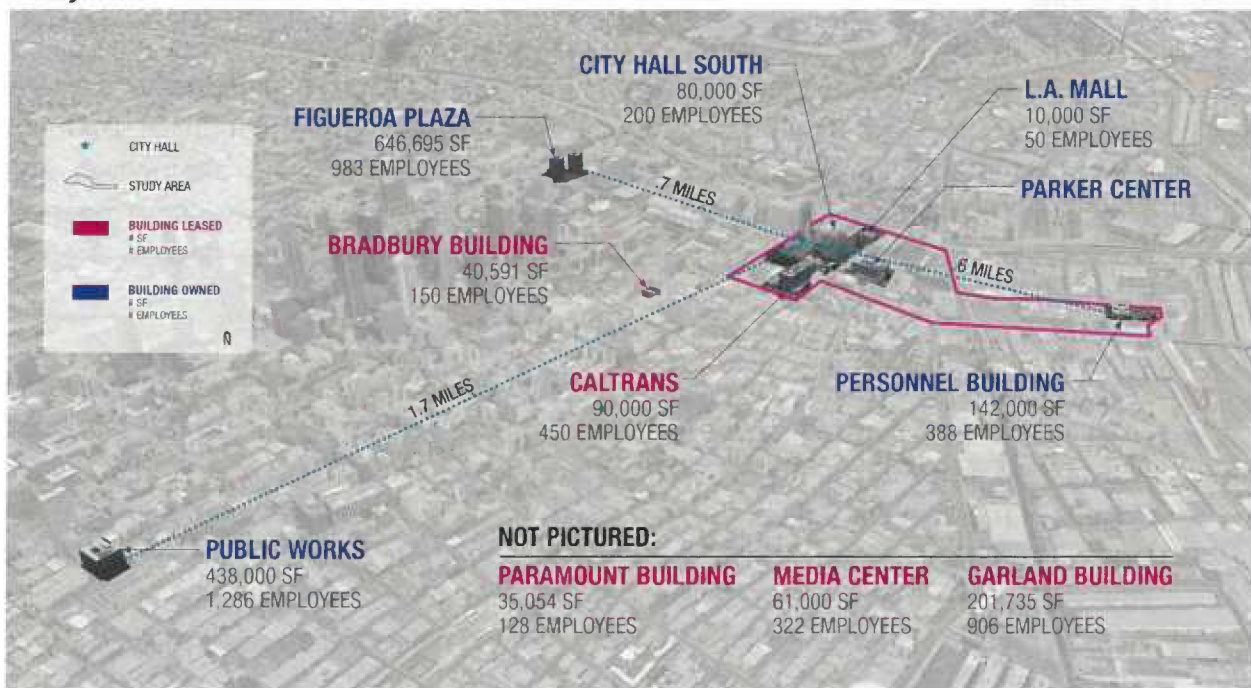 CITY HALL
STUDY AREA
BUILDING LEASED
# SF
# EMPLOYEES
BUILDING OWNED
# SF
# EMPLOYEES
N
FIGUEROA PLAZA
646,695 SF
983 EMPLOYEES
CITY HALL SOUTH
80,000 SF
200 EMPLOYEES
L.A. MALL
10,000 SF
50 EMPLOYEES
PARKER CENTER
.7 MILES
BRADBURY BUILDING
40,591 SF
150 EMPLOYEES
.6 MILES
CALTRANS
90,000 SF
450 EMPLOYEES
PERSONNEL BUILDING
142,000 SF
388 EMPLOYEES
1.7 MILES
PUBLIC WORKS
438,000 SF
1,286 EMPLOYEES
NOT PICTURED:
PARAMOUNT BUILDING
35,054 SF
128 EMPLOYEES
MEDIA CENTER
61,000 SF
322 EMPLOYEES
GARLAND BUILDING
201,735 SF
906 EMPLOYEES